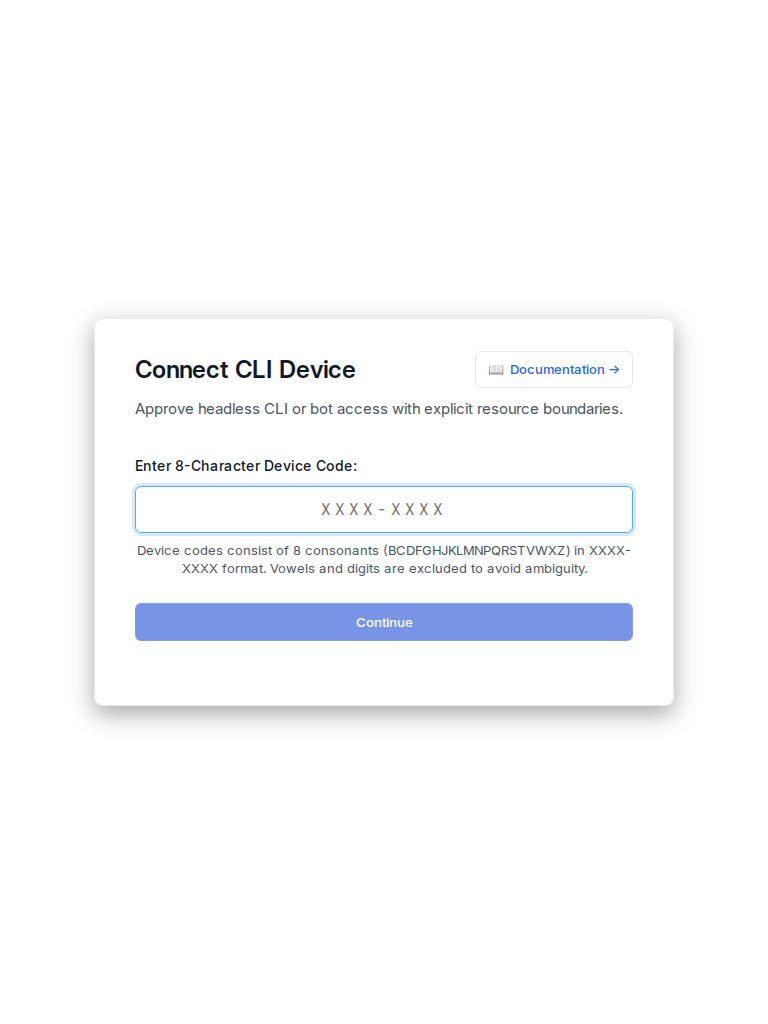 Connect CLI Device
📖 Documentation →
Approve headless CLI or bot access with explicit resource boundaries.
Enter 8-Character Device Code:
XXXX-XXXX
Device codes consist of 8 consonants (BCDFGHJKLMNPQRSTVWXZ) in XXXX-
XXXX format. Vowels and digits are excluded to avoid ambiguity.
Continue